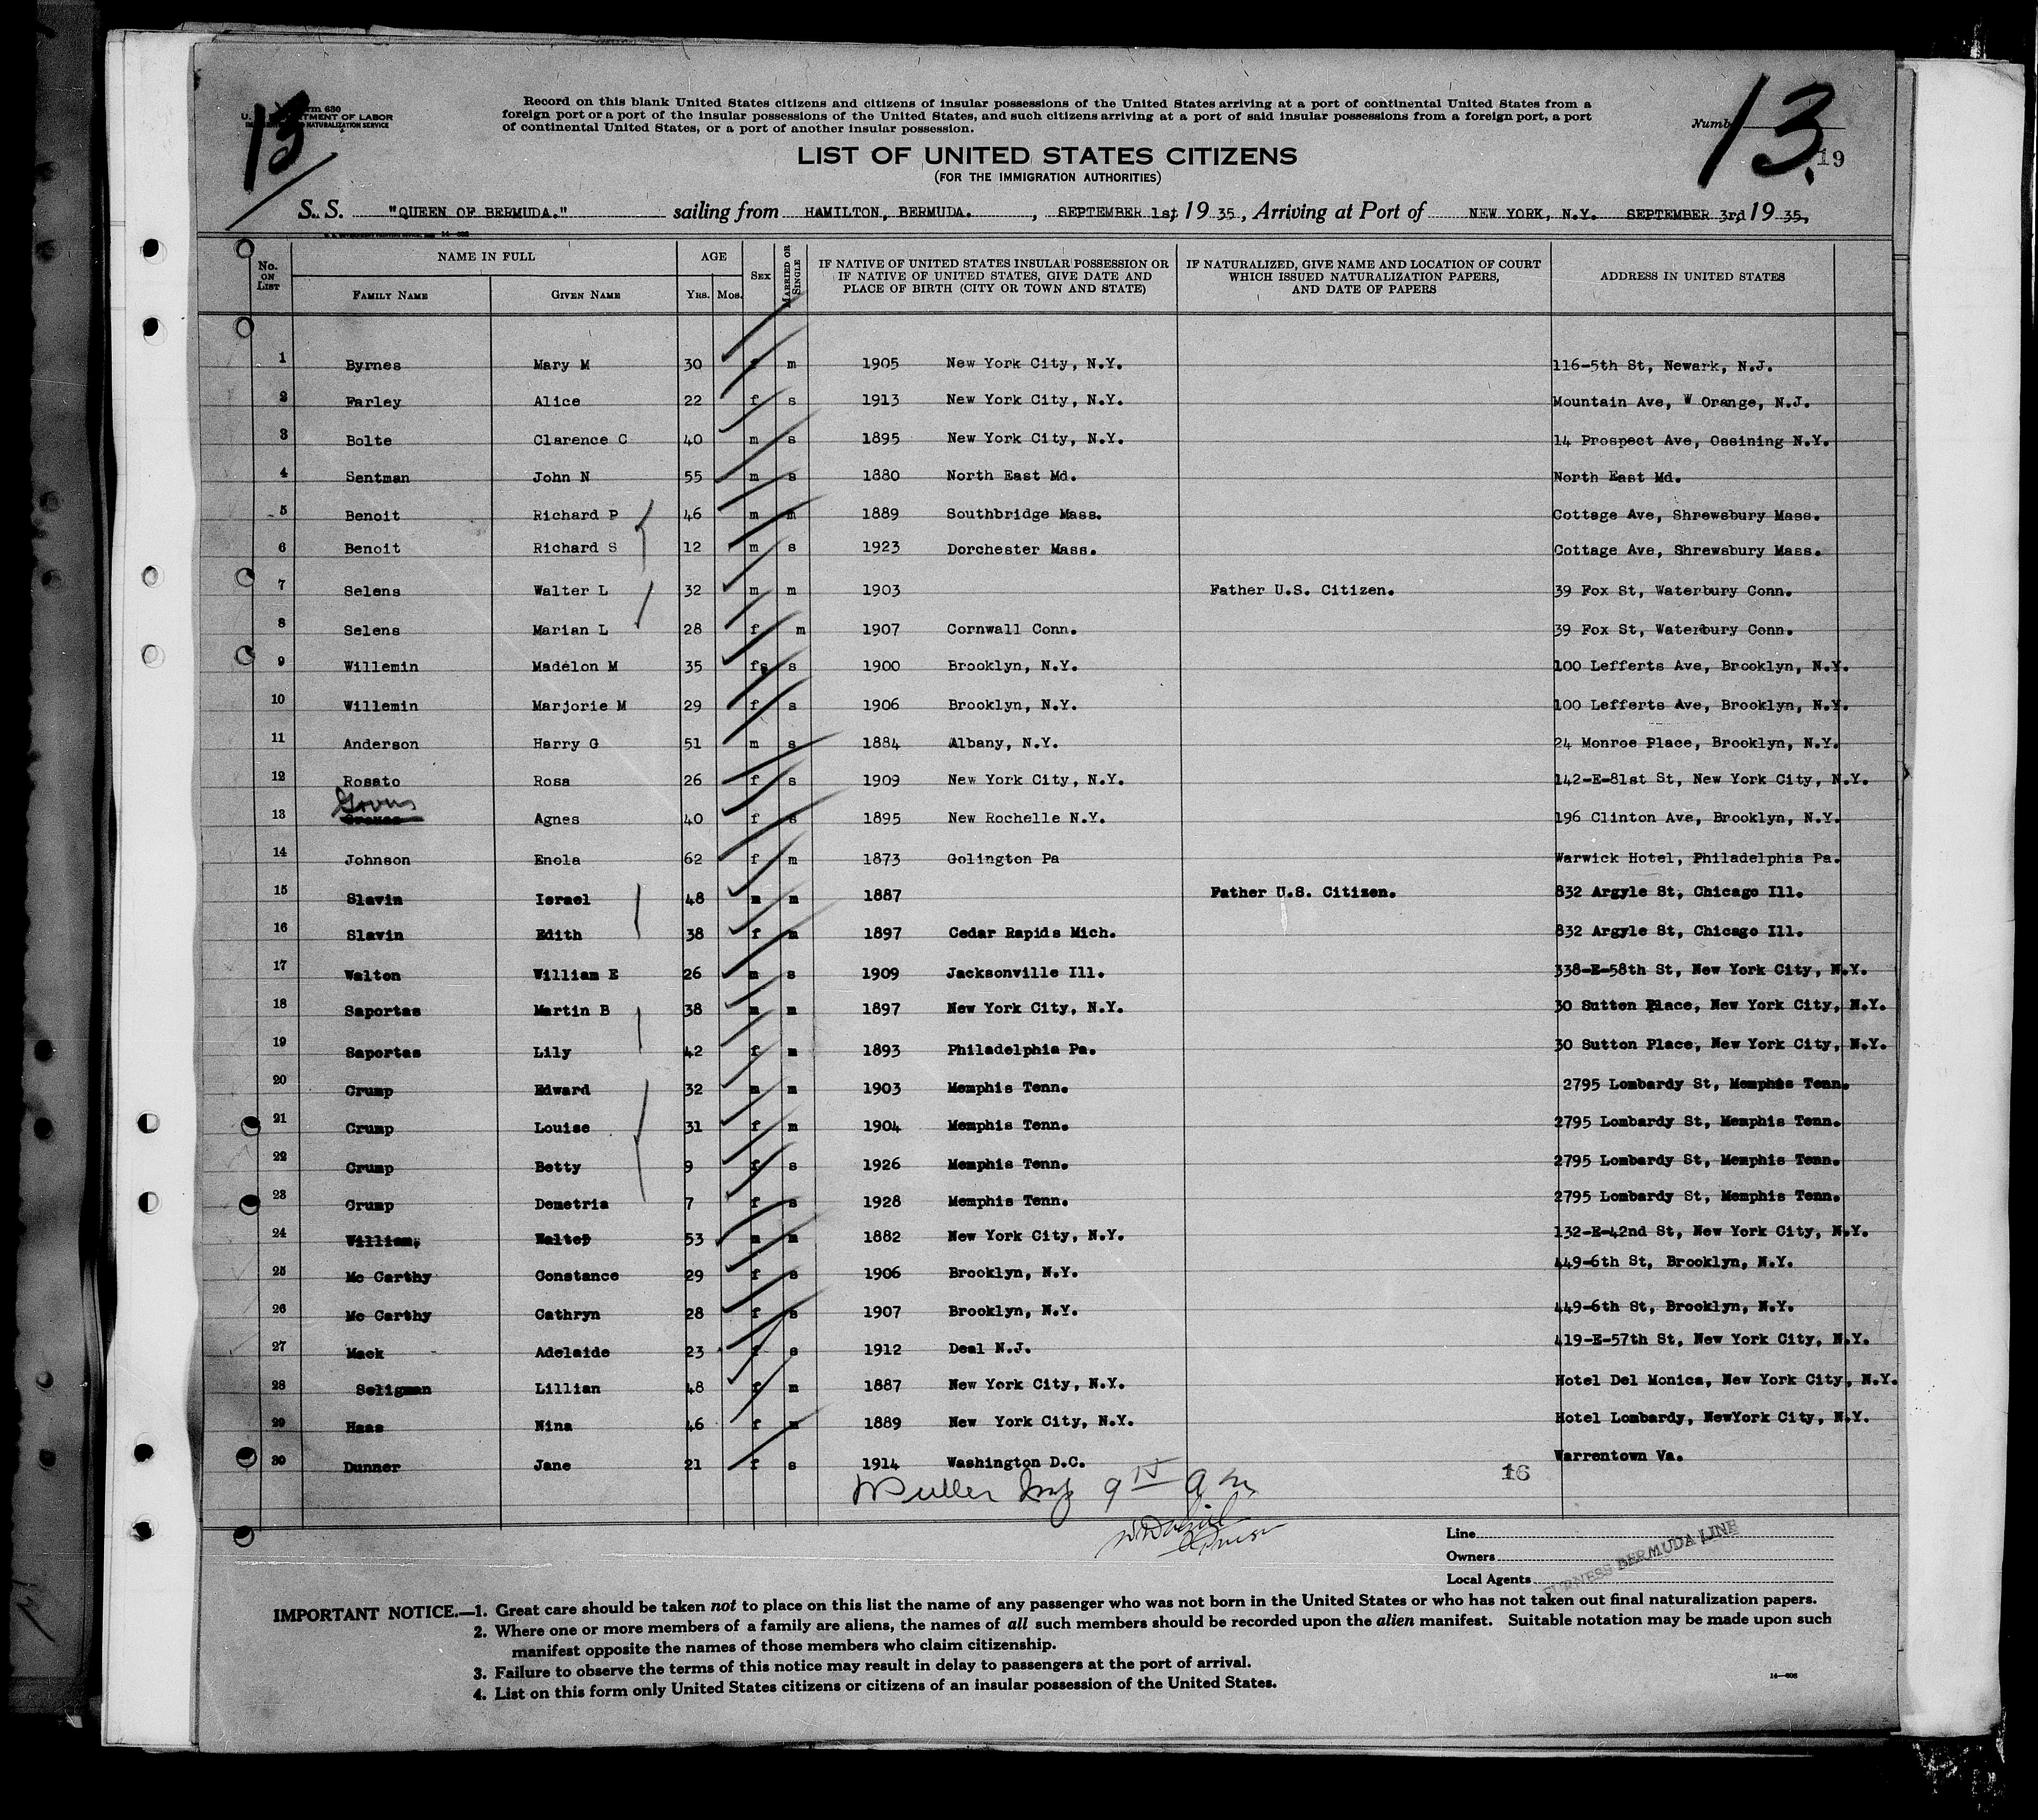 13
Form 630
U. S. DEPARTMENT OF LABOR
IMMIGRATION AND NATURALIZATION SERVICE
Record on this blank United States citizens and citizens of insular possessions of the United States arriving at a port of continental United States from a
foreign port or a port of the insular possessions of the United States, and such citizens arriving at a port of said insular possessions from a foreign port, a port
of continental United States, or a port of another insular possession.
Number
13.
19
LIST OF UNITED STATES CITIZENS
(FOR THE IMMIGRATION AUTHORITIES)
S. S. "QUEEN OF BERMUDA." sailing from HAMILTON, BERMUDA. , SEPTEMBER 1st, 19 35, Arriving at Port of NEW YORK, N.Y. SEPTEMBER 3rd, 19 35,
14-606
No. ON LIST NAME IN FULL AGE SEX MARRIED OR SINGLE IF NATIVE OF UNITED STATES INSULAR POSSESSION OR IF NATIVE OF UNITED STATES, GIVE DATE AND PLACE OF BIRTH (CITY OR TOWN AND STATE) IF NATURALIZED, GIVE NAME AND LOCATION OF COURT WHICH ISSUED NATURALIZATION PAPERS, AND DATE OF PAPERS ADDRESS IN UNITED STATES
FAMILY NAME GIVEN NAME YRS. MOS.
1 Byrnes Mary M 30 f m 1905 New York City, N.Y. 116-5th St, Newark, N.J.
2 Farley Alice 22 f s 1913 New York City, N.Y. Mountain Ave, W Orange, N.J.
3 Bolte Clarence C 40 m s 1895 New York City, N.Y. 14 Prospect Ave, Ossining N.Y.
4 Sentman John N 55 m s 1880 North East Md. North East Md.
5 Benoit Richard P 46 m m 1889 Southbridge Mass. Cottage Ave, Shrewsbury Mass.
6 Benoit Richard S 12 m s 1923 Dorchester Mass. Cottage Ave, Shrewsbury Mass.
7 Selens Walter L 32 m m 1903 Father U.S. Citizen. 39 Fox St, Waterbury Conn.
8 Selens Marian L 28 f m 1907 Cornwall Conn. 39 Fox St, Waterbury Conn.
9 Willemin Madelon M 35 fs s 1900 Brooklyn, N.Y. 100 Lefferts Ave, Brooklyn, N.Y.
10 Willemin Marjorie M 29 f s 1906 Brooklyn, N.Y. 100 Lefferts Ave, Brooklyn, N.Y.
11 Anderson Harry G 51 m s 1884 Albany, N.Y. 24 Monroe Place, Brooklyn, N.Y.
12 Rosato Rosa 26 f s 1909 New York City, N.Y. 142-E-81st St, New York City, N.Y.
13 Agnes 40 f s 1895 New Rochelle N.Y. 196 Clinton Ave, Brooklyn, N.Y.
14 Johnson Enola 62 f m 1873 Golington Pa Warwick Hotel, Philadelphia Pa.
15 Slavin Israel 48 m m 1887 Father U.S. Citizen. 832 Argyle St, Chicago Ill.
16 Slavin Edith 38 f m 1897 Cedar Rapids Mich. 832 Argyle St, Chicago Ill.
17 Walton William E 26 m s 1909 Jacksonville Ill. 338-E-58th St, New York City, N.Y.
18 Saportas Martin B 38 m m 1897 New York City, N.Y. 30 Sutton Place, New York City, N.Y.
19 Saportas Lily 42 f m 1893 Philadelphia Pa. 30 Sutton Place, New York City, N.Y.
20 Crump Edward 32 m m 1903 Memphis Tenn. 2795 Lombardy St, Memphis Tenn.
21 Crump Louise 31 f m 1904 Memphis Tenn. 2795 Lombardy St, Memphis Tenn.
22 Crump Betty 9 f s 1926 Memphis Tenn. 2795 Lombardy St, Memphis Tenn.
23 Crump Demetria 7 f s 1928 Memphis Tenn. 2795 Lombardy St, Memphis Tenn.
24 William, Walter 53 m m 1882 New York City, N.Y. 132-E-42nd St, New York City, N.Y.
25 Mc Carthy Constance 29 f s 1906 Brooklyn, N.Y. 449-6th St, Brooklyn, N.Y.
26 Mc Carthy Cathryn 28 f s 1907 Brooklyn, N.Y. 449-6th St, Brooklyn, N.Y.
27 Mack Adelaide 23 f s 1912 Deal N.J. 419-E-57th St, New York City, N.Y.
28 Seligman Lillian 48 f m 1887 New York City, N.Y. Hotel Del Monica, New York City, N.Y.
29 Haas Nina 46 f m 1889 New York City, N.Y. Hotel Lombardy, NewYork City, N.Y.
30 Dunner Jane 21 f s 1914 Washington D.C. Warrentown Va.
16
Line
Owners
Local Agents
FURNESS BERMUDA LINE
IMPORTANT NOTICE.—1. Great care should be taken not to place on this list the name of any passenger who was not born in the United States or who has not taken out final naturalization papers.
2. Where one or more members of a family are aliens, the names of all such members should be recorded upon the alien manifest. Suitable notation may be made upon such
manifest opposite the names of those members who claim citizenship.
3. Failure to observe the terms of this notice may result in delay to passengers at the port of arrival.
4. List on this form only United States citizens or citizens of an insular possession of the United States.
14-606